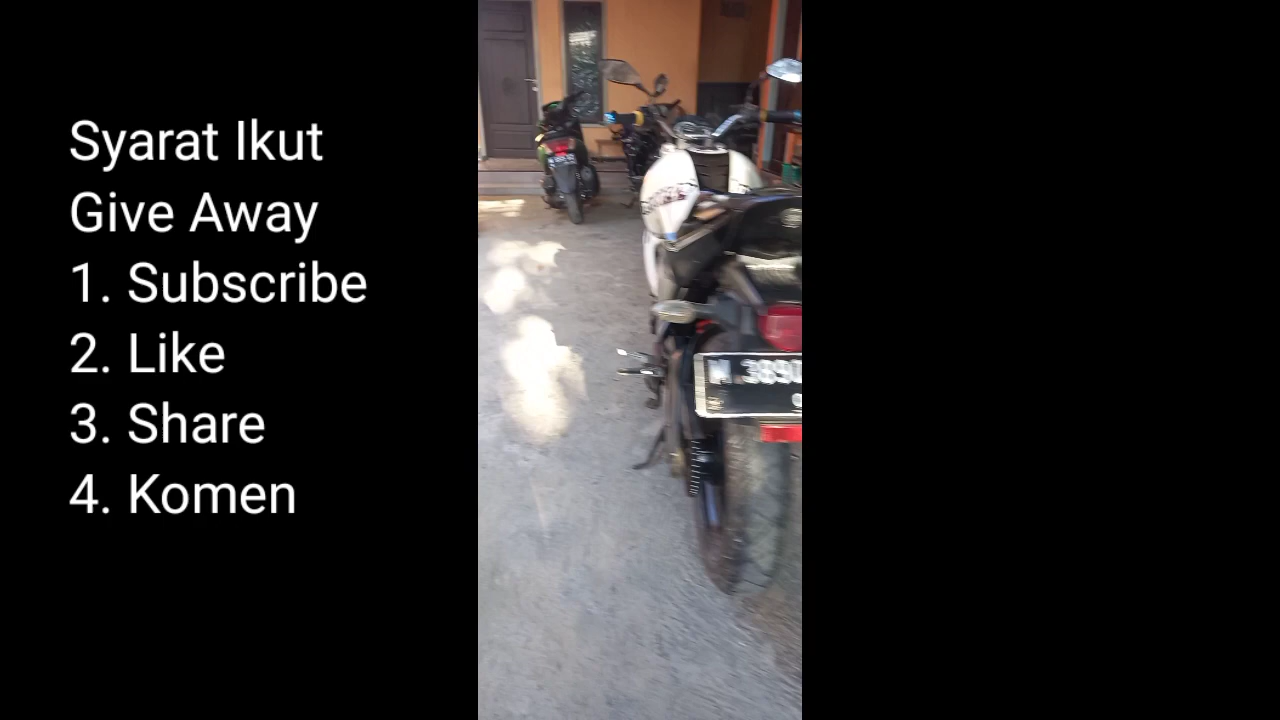 Syarat Ikut
Give Away
1. Subscribe
2. Like
3. Share
4. Komen